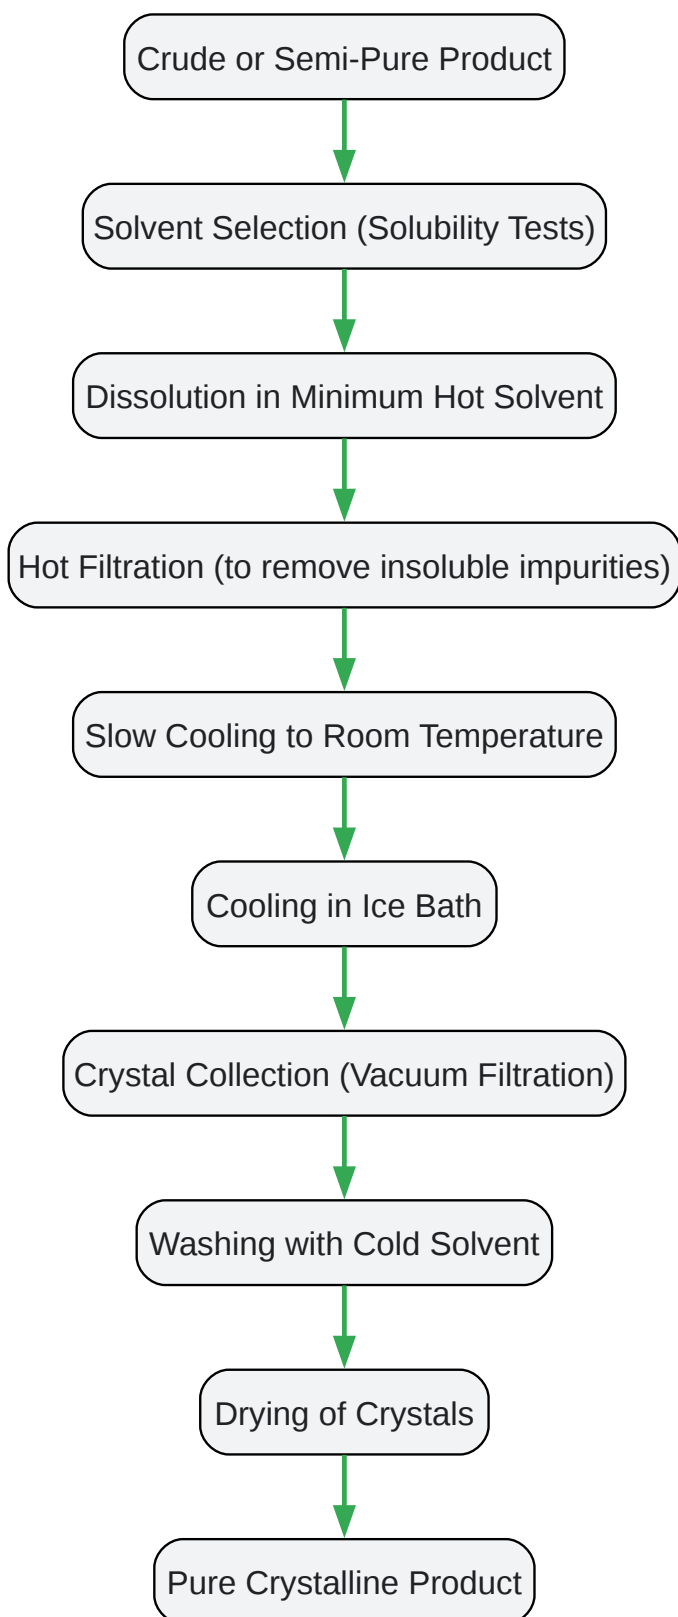 Crude or Semi-Pure Product
Solvent Selection (Solubility Tests)
Dissolution in Minimum Hot Solvent
Hot Filtration (to remove insoluble impurities)
Slow Cooling to Room Temperature
Cooling in Ice Bath
Crystal Collection (Vacuum Filtration)
Washing with Cold Solvent
Drying of Crystals
Pure Crystalline Product